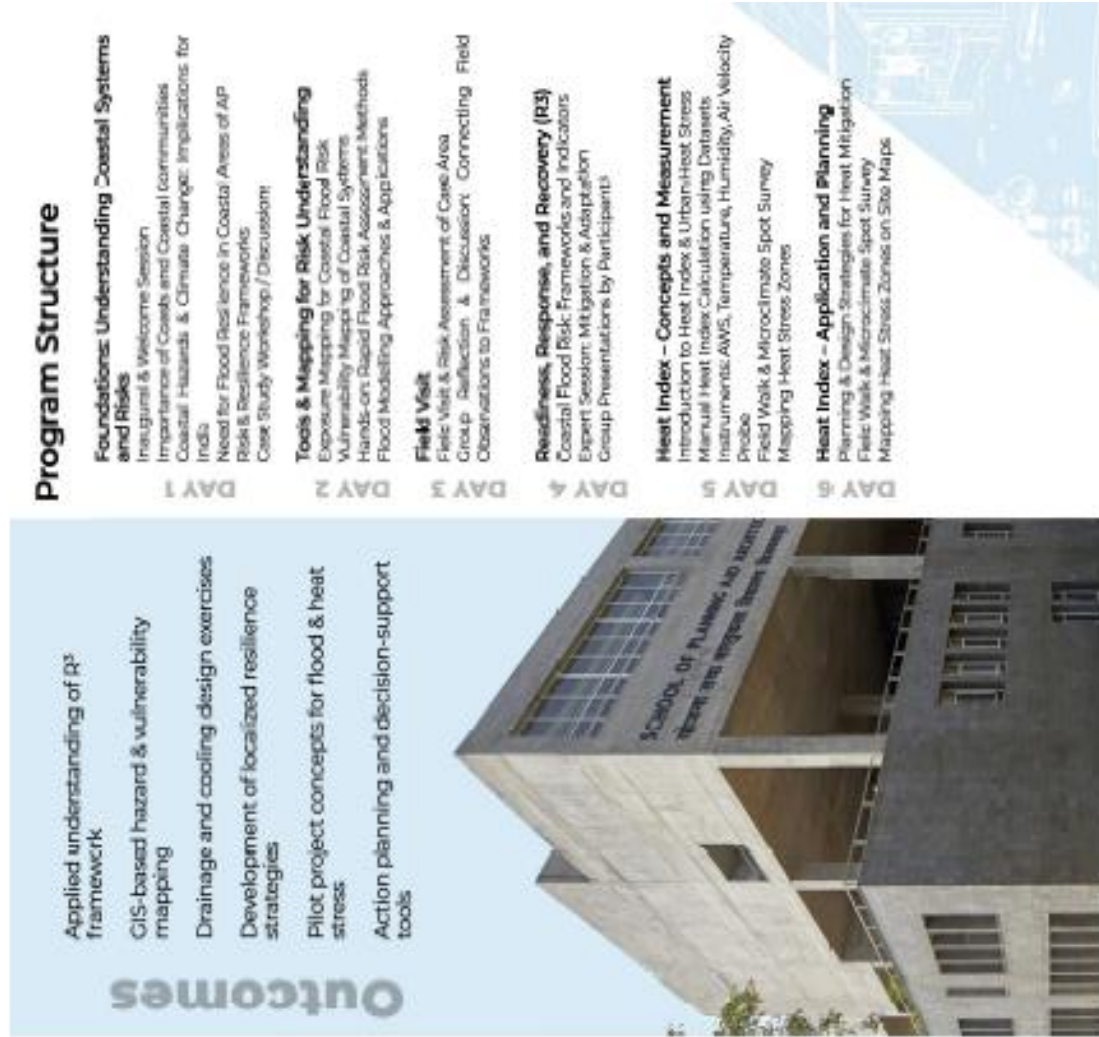 Outcomes
Applied understanding of R³
framework
GIS-based hazard & vulnerability
mapping
Drainage and cooling design exercises
Development of localized resilience
strategies
Pilot project concepts for flood & heat
stress
Action planning and decision-support
tools
SCHOOL OF PLANNING AND ARCHITEC
योजना तथा वास्तुकला विद्यालय विजयवाड़ा
Program Structure
DAY 1
Foundations: Understanding Coastal Systems
and Risks
Inaugural & Welcome Session
Importance of Coasts and Coastal Communities
Coastal Hazards & Climate Change: Implications for
India
Need for Flood Resilience in Coastal Areas of AP
Risk & Resilience Frameworks
Case Study Workshop / Discussion
DAY 2
Tools & Mapping for Risk Understanding
Exposure Mapping for Coastal Flood Risk
Vulnerability Mapping of Coastal Systems
Hands-on: Rapid Flood Risk Assessment Methods
Flood Modelling Approaches & Applications
DAY 3
Field Visit
Field Visit & Risk Assessment of Case Area
Group Reflection & Discussion: Connecting Field
Observations to Frameworks
DAY 4
Readiness, Response, and Recovery (R3)
Coastal Flood Risk: Frameworks and Indicators
Expert Session: Mitigation & Adaptation
Group Presentations by Participants
DAY 5
Heat Index – Concepts and Measurement
Introduction to Heat Index & Urban Heat Stress
Manual Heat Index Calculation using Datasets
Instruments: AWS, Temperature, Humidity, Air Velocity
Probe
Field Walk & Microclimate Spot Survey
Mapping Heat Stress Zones
DAY 6
Heat Index – Application and Planning
Planning & Design Strategies for Heat Mitigation
Field Walk & Microclimate Spot Survey
Mapping Heat Stress Zones on Site Maps